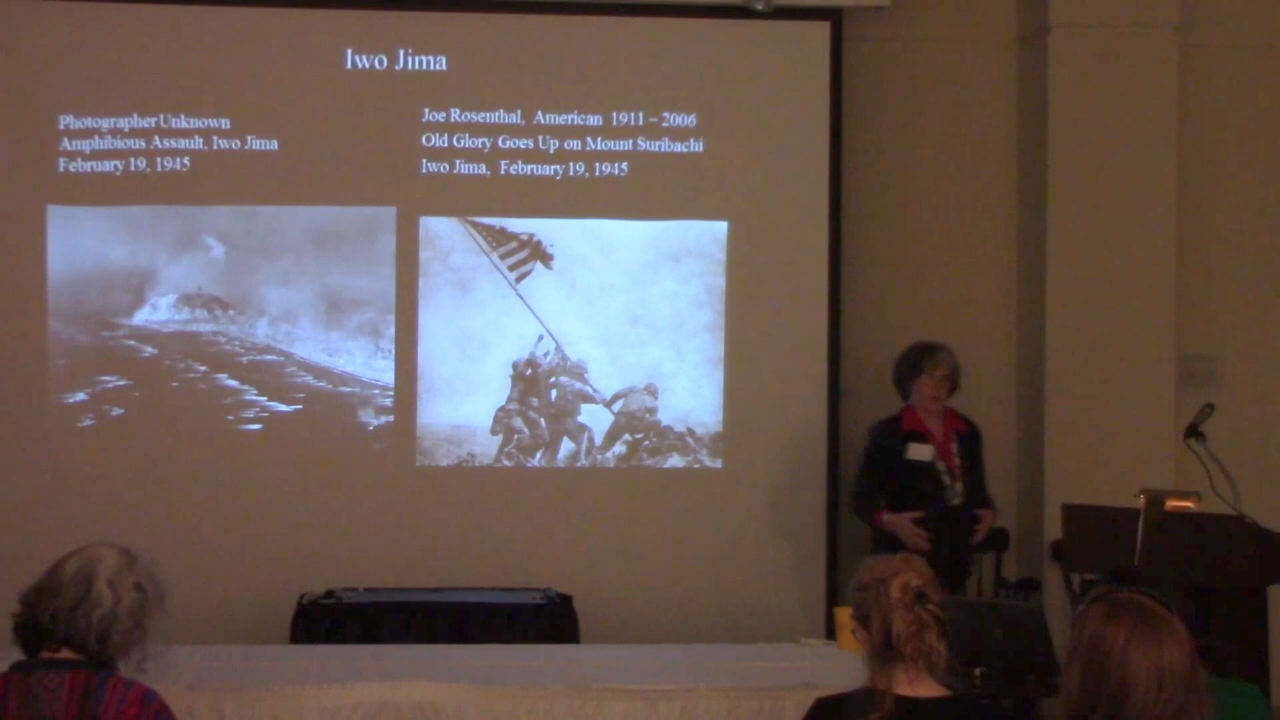 Iwo Jima
Photographer Unknown
Amphibious Assault, Iwo Jima
February 19, 1945
Joe Rosenthal, American 1911 – 2006
Old Glory Goes Up on Mount Suribachi
Iwo Jima, February 19, 1945